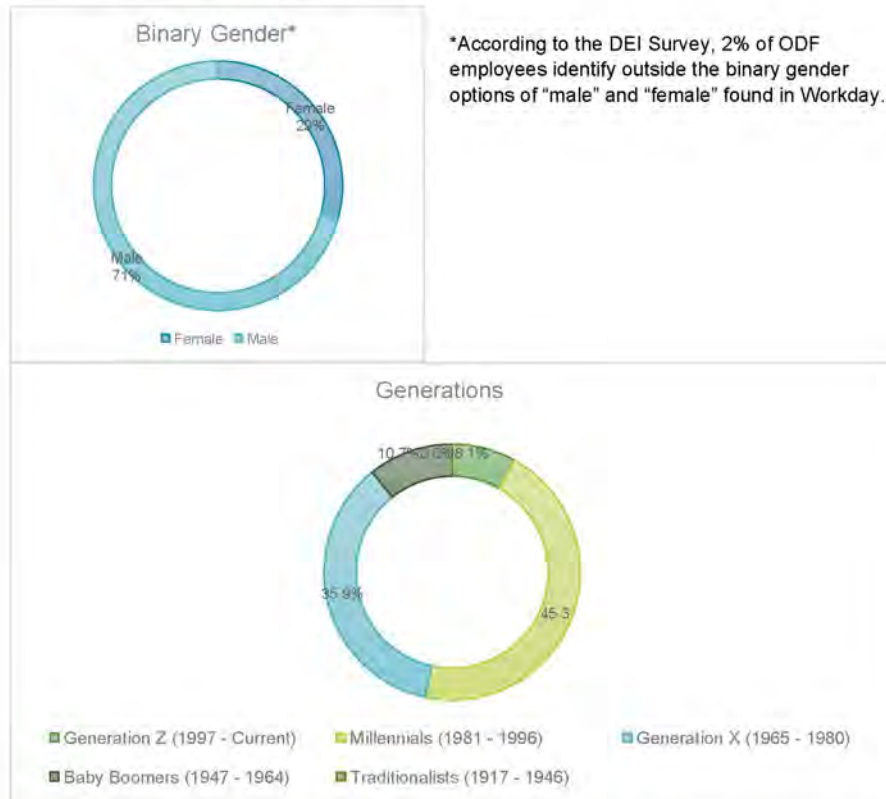 Binary Gender*
*According to the DEI Survey, 2% of ODF
employees identify outside the binary gender
options of “male” and “female” found in Workday.
Female
29%
Male
71%
Female Male
Generations
10.7% 8.1%
35.9%
45.3
Generation Z (1997 - Current) Millennials (1981 - 1996) Generation X (1965 - 1980)
Baby Boomers (1947 - 1964) Traditionalists (1917 - 1946)